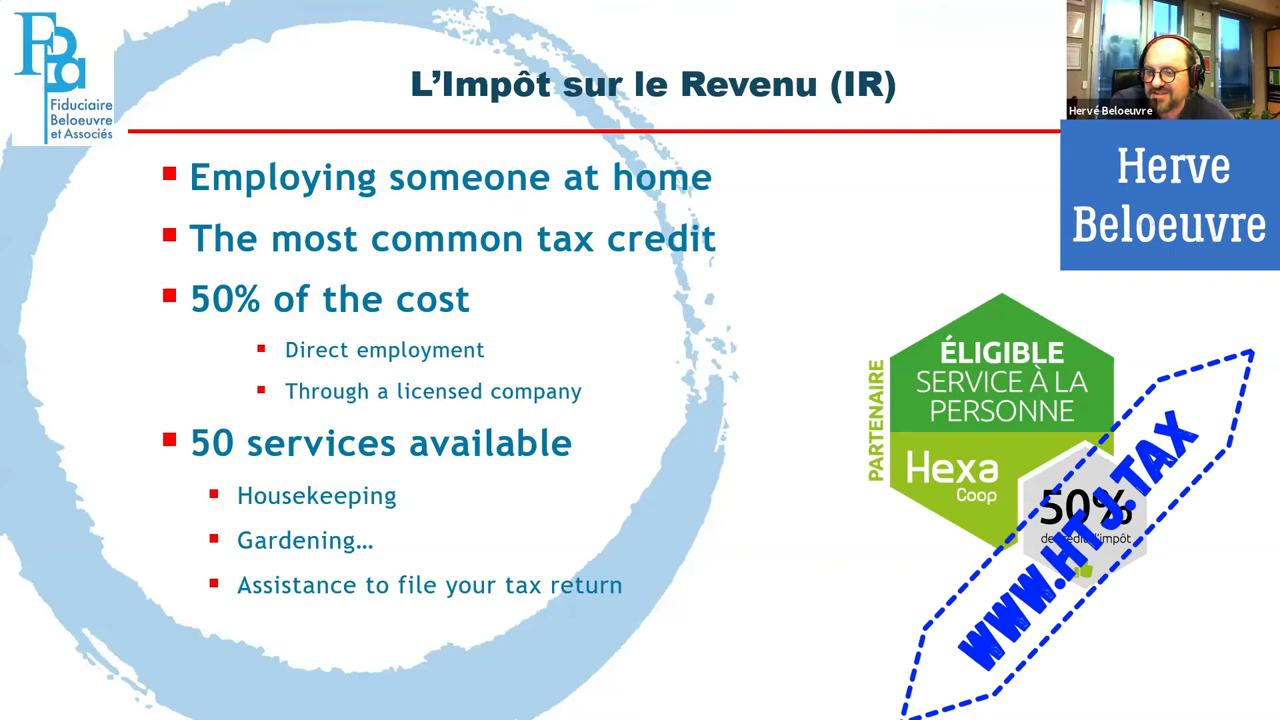 Fiduciaire
Beloeuvre
et Associés
L'Impôt sur le Revenu (IR)
Hervé Beloeuvre
Herve
Beloeuvre
Employing someone at home
The most common tax credit
50% of the cost
Direct employment
Through a licensed company
50 services available
Housekeeping
Gardening…
Assistance to file your tax return
PARTENAIRE
ÉLIGIBLE
SERVICE À LA
PERSONNE
Hexa
Coop
50%
de crédit d'impôt
WWW.HTJ.TAX